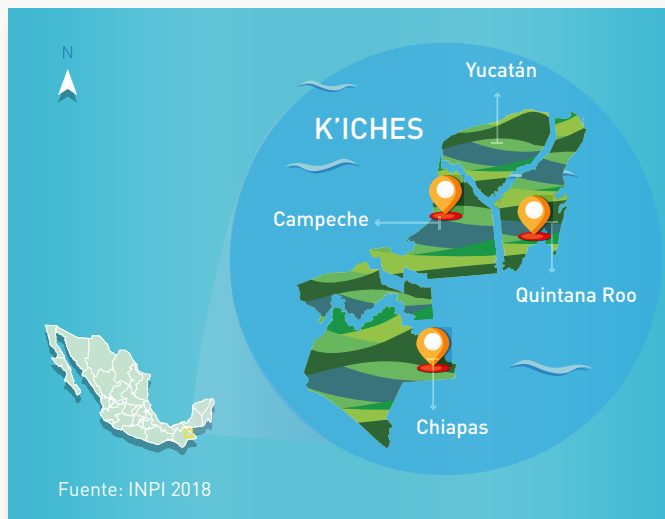 N
Yucatán
K'ICHES
Campeche
Quintana Roo
Chiapas
Fuente: INPI 2018